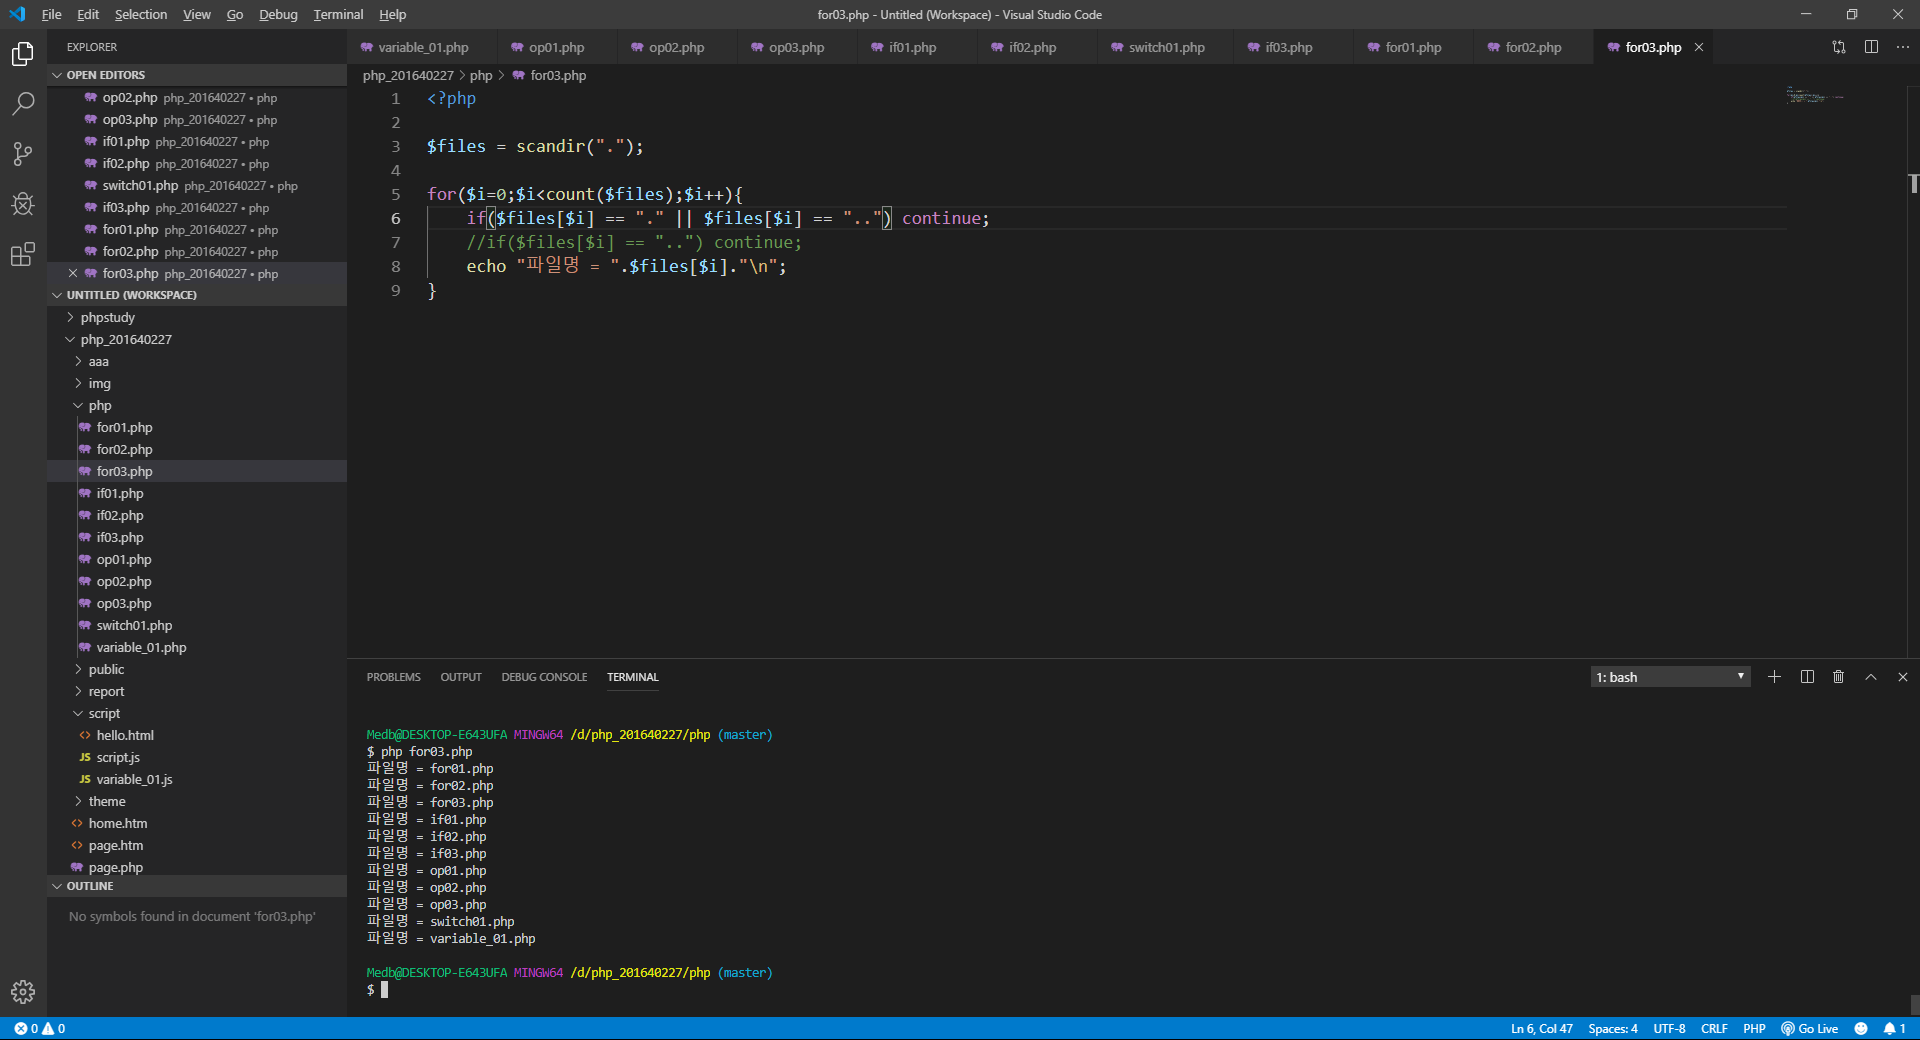 File Edit Selection View Go Debug Terminal Help
for03.php - Untitled (Workspace) - Visual Studio Code
EXPLORER
OPEN EDITORS
op02.php php_201640227 • php
op03.php php_201640227 • php
if01.php php_201640227 • php
if02.php php_201640227 • php
switch01.php php_201640227 • php
if03.php php_201640227 • php
for01.php php_201640227 • php
for02.php php_201640227 • php
for03.php php_201640227 • php
UNTITLED (WORKSPACE)
phpstudy
php_201640227
aaa
img
php
for01.php
for02.php
for03.php
if01.php
if02.php
if03.php
op01.php
op02.php
op03.php
switch01.php
variable_01.php
public
report
script
hello.html
JS script.js
JS variable_01.js
theme
home.htm
page.htm
page.php
OUTLINE
No symbols found in document 'for03.php'
variable_01.php op01.php op02.php op03.php if01.php if02.php switch01.php if03.php for01.php for02.php for03.php
php_201640227 > php > for03.php
1 <?php
2
3 $files = scandir(".");
4
5 for($i=0;$i<count($files);$i++){
6 if($files[$i] == "." || $files[$i] == "..") continue;
7 //if($files[$i] == "..") continue;
8 echo "파일명 = ".$files[$i]."\n";
9 }
PROBLEMS OUTPUT DEBUG CONSOLE TERMINAL
1: bash
Medb@DESKTOP-E643UFA MINGW64 /d/php_201640227/php (master)
$ php for03.php
파일명 = for01.php
파일명 = for02.php
파일명 = for03.php
파일명 = if01.php
파일명 = if02.php
파일명 = if03.php
파일명 = op01.php
파일명 = op02.php
파일명 = op03.php
파일명 = switch01.php
파일명 = variable_01.php
Medb@DESKTOP-E643UFA MINGW64 /d/php_201640227/php (master)
$
0 0
Ln 6, Col 47 Spaces: 4 UTF-8 CRLF PHP Go Live 1